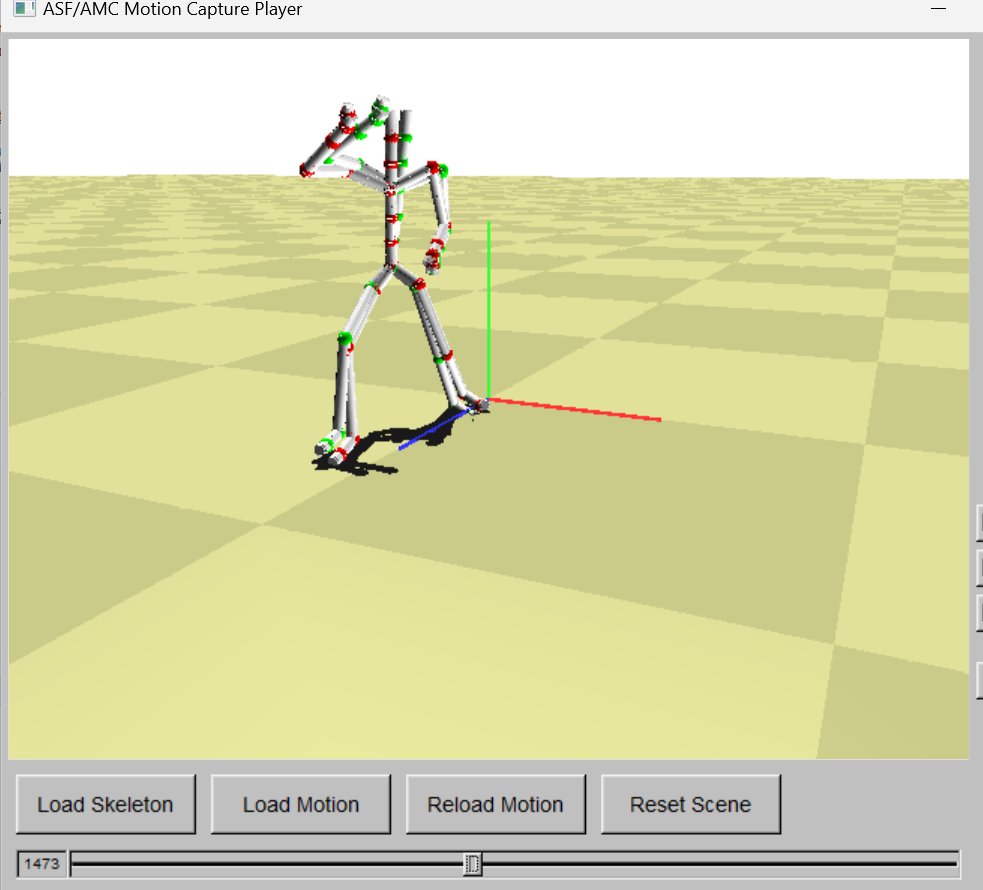 ASF/AMC Motion Capture Player
Load Skeleton
Load Motion
Reload Motion
Reset Scene
1473